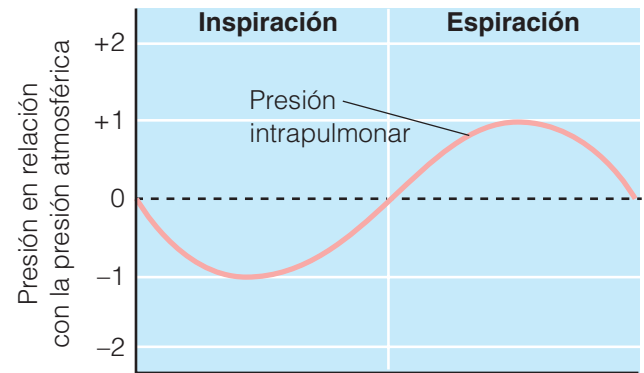 Inspiración
Espiración
Presión
intrapulmonar
Presión en relación
con la presión atmosférica
+2
+1
0
−1
−2